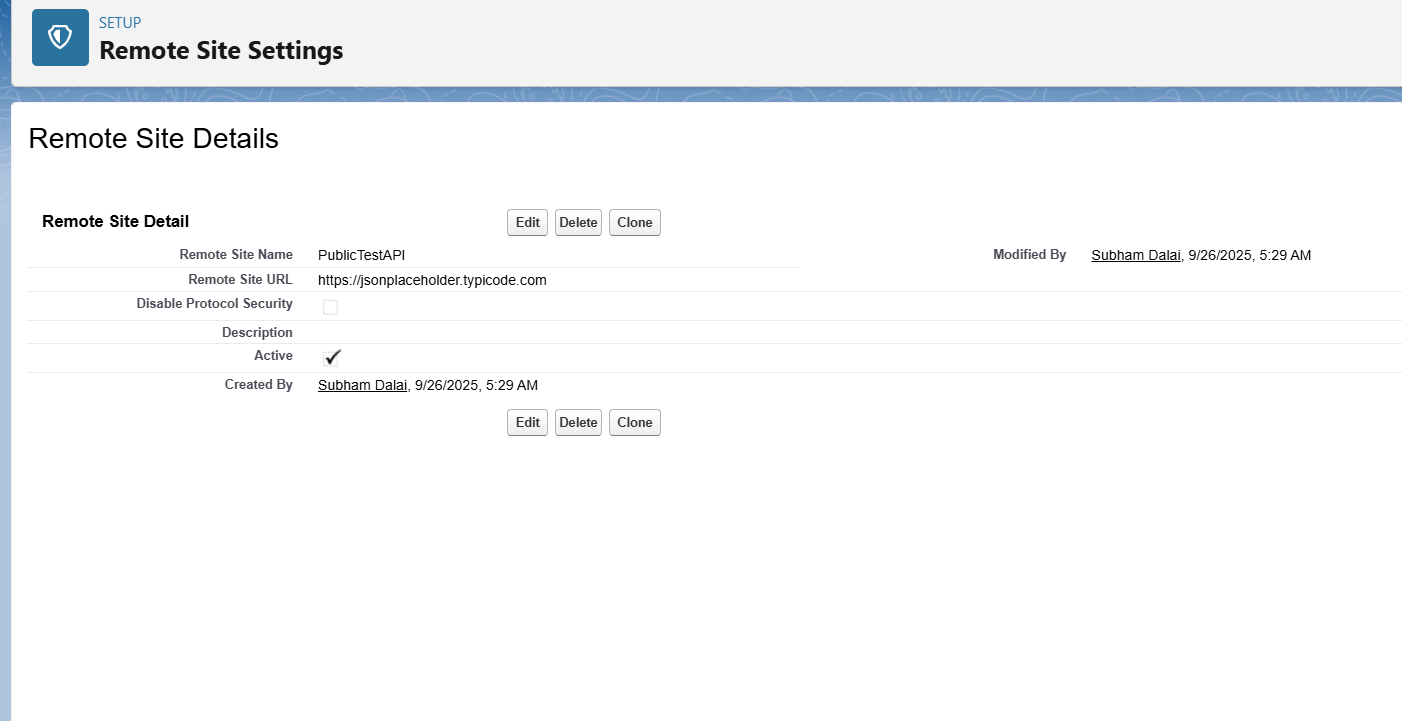 SETUP
Remote Site Settings
Remote Site Details
Remote Site Detail Edit Delete Clone
Remote Site Name PublicTestAPI Modified By Subham Dalai, 9/26/2025, 5:29 AM
Remote Site URL https://jsonplaceholder.typicode.com
Disable Protocol Security
Description
Active
Created By Subham Dalai, 9/26/2025, 5:29 AM
Edit Delete Clone